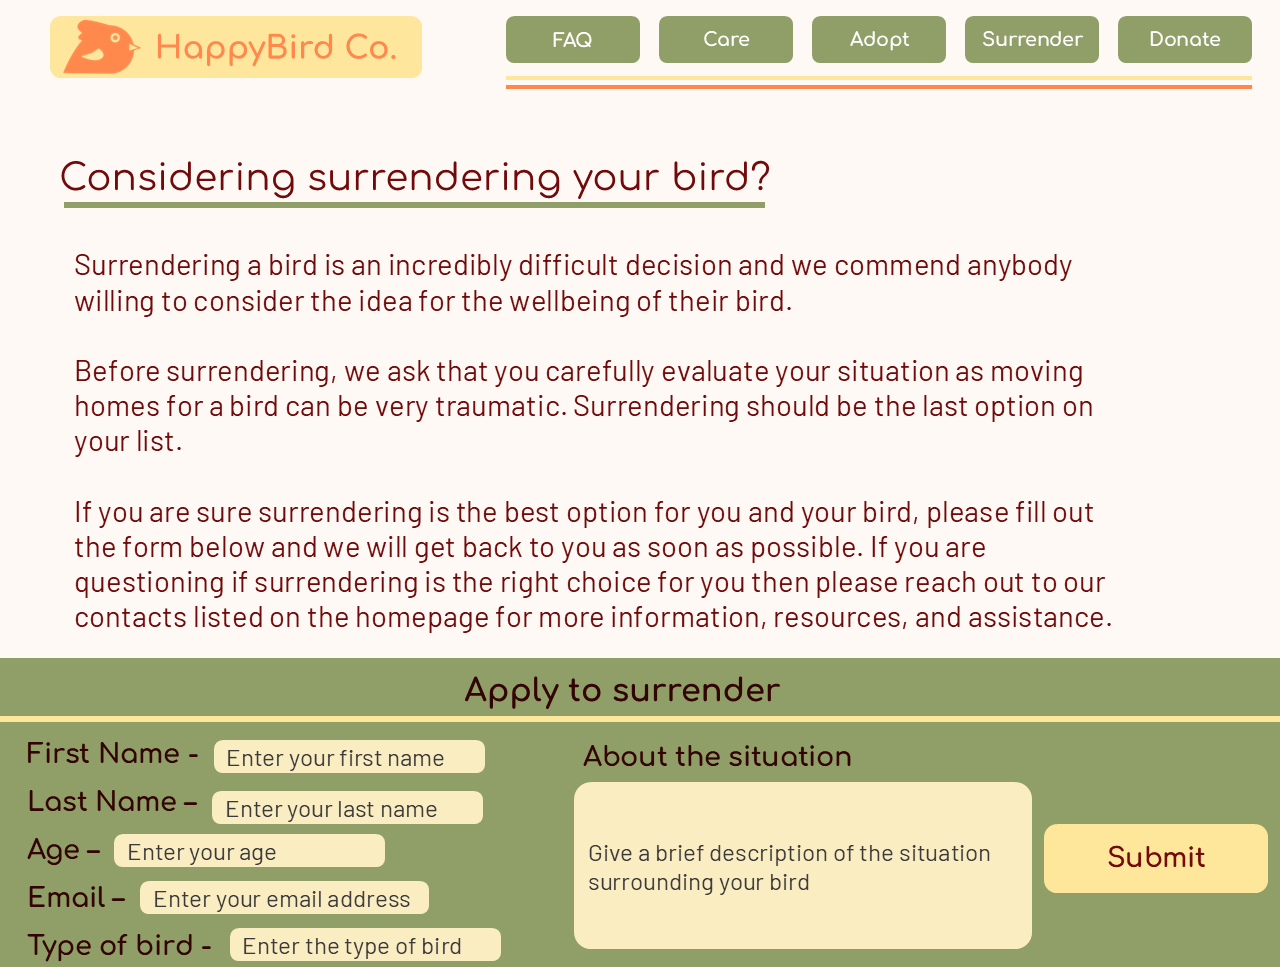 HappyBird Co.
FAQ
Care
Adopt
Surrender
Donate
Considering surrendering your bird?
Surrendering a bird is an incredibly difficult decision and we commend anybody
willing to consider the idea for the wellbeing of their bird.
Before surrendering, we ask that you carefully evaluate your situation as moving
homes for a bird can be very traumatic. Surrendering should be the last option on
your list.
If you are sure surrendering is the best option for you and your bird, please fill out
the form below and we will get back to you as soon as possible. If you are
questioning if surrendering is the right choice for you then please reach out to our
contacts listed on the homepage for more information, resources, and assistance.
Apply to surrender
First Name - Enter your first name
Last Name – Enter your last name
Age – Enter your age
Email – Enter your email address
Type of bird - Enter the type of bird
About the situation
Give a brief description of the situation
surrounding your bird
Submit